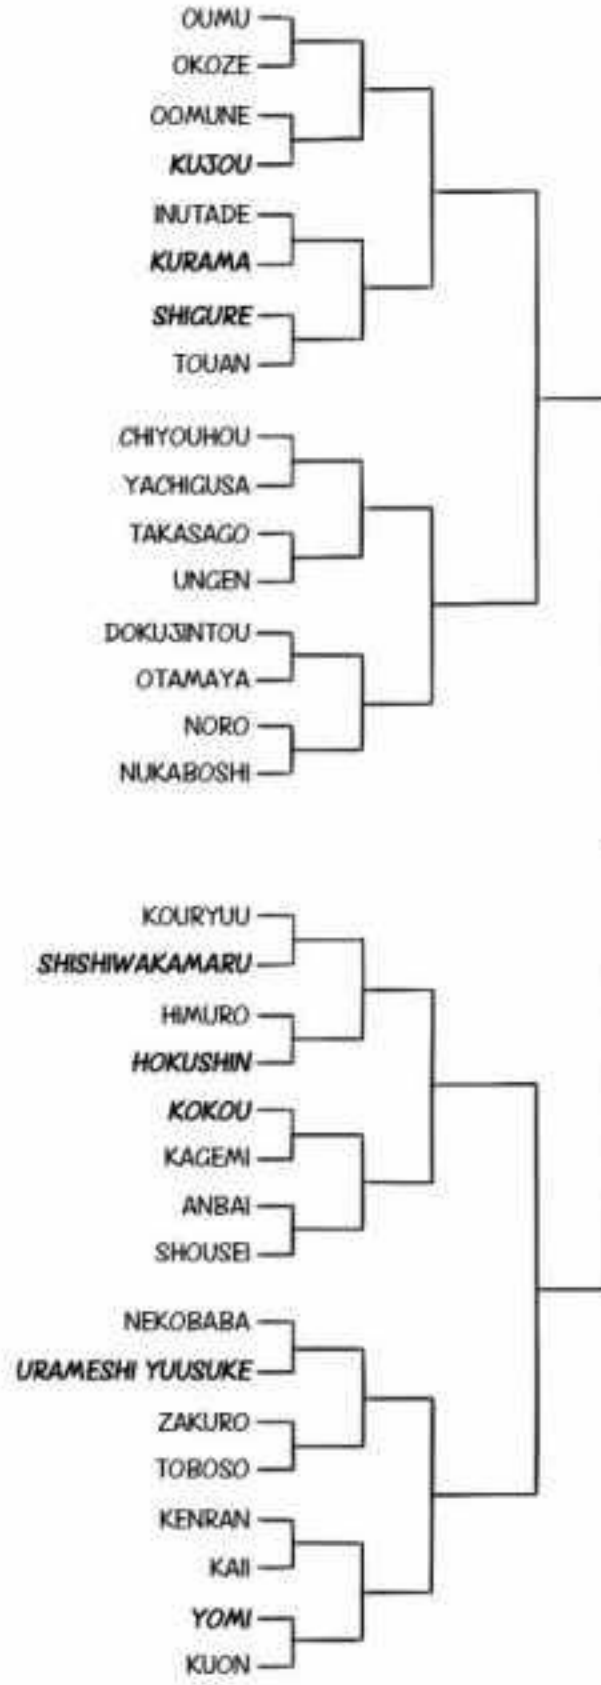 OUMU
OKOZE
OOMUNE
KUJOU
INUTADE
KURAMA
SHIGURE
TOUAN
CHIYOUHOU
YACHIGUSA
TAKASAGO
UNGEN
DOKUJINTOU
OTAMAYA
NORO
NUKABOSHI
KOURYUU
SHISHIWAKAMARU
HIMURO
HOKUSHIN
KOKOU
KAGEMI
ANBAI
SHOUSEI
NEKOBABA
URAMESHI YUUSUKE
ZAKURO
TOBOSO
KENRAN
KAII
YOMI
KUON